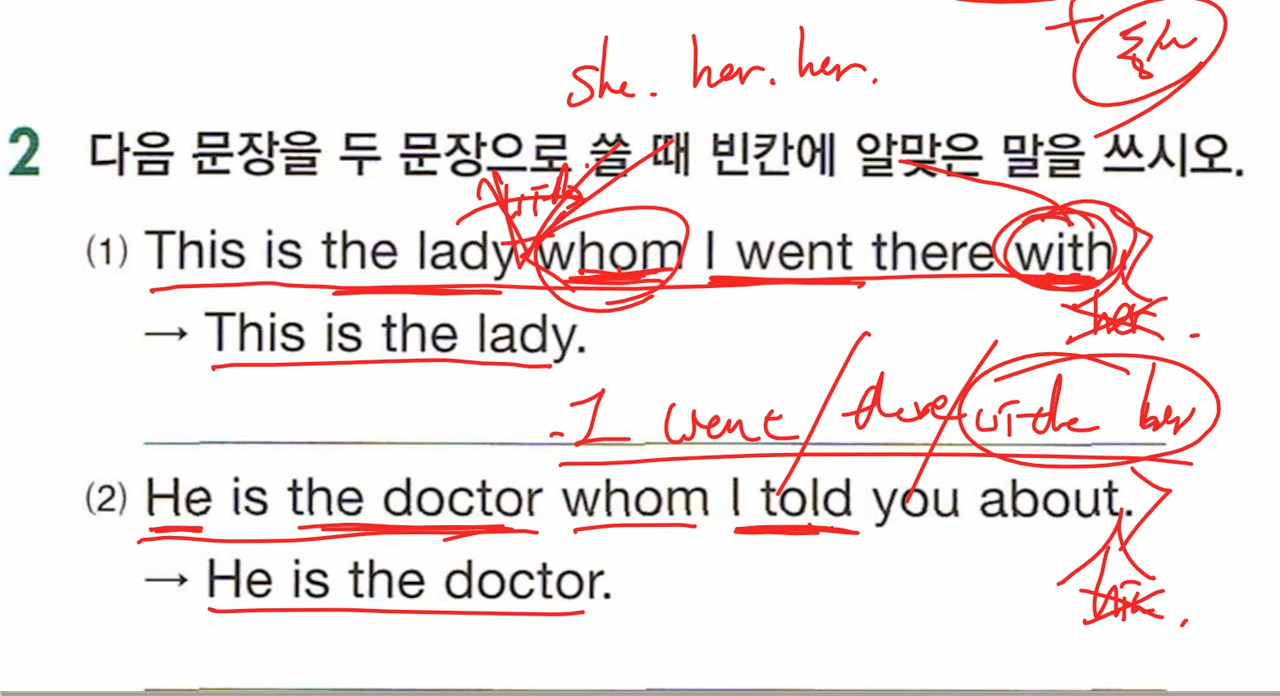 she. her. her.
2 다음 문장을 두 문장으로 쓸 때 빈칸에 알맞은 말을 쓰시오.
with
(1) This is the lady whom I went there with.
her.
→ This is the lady.
I went / there / with her
(2) He is the doctor whom I told you about.
→ He is the doctor.
him.